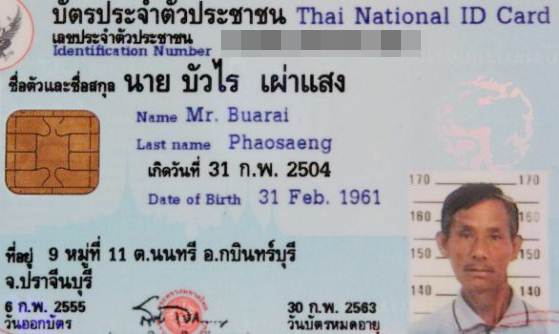 บัตรประจำตัวประชาชน Thai National ID Card
เลขประจำตัวประชาชน
Identification Number
ชื่อตัวและชื่อสกุล นาย บัวไร เผ่าแสง
Name Mr. Buarai
Last name Phaosaeng
เกิดวันที่ 31 ก.พ. 2504
Date of Birth 31 Feb. 1961
170 170
160 160
150 150
140 140
ที่อยู่ 9 หมู่ที่ 11 ต.นนทรี อ.กบินทร์บุรี
จ.ปราจีนบุรี
6 ก.พ. 2555
วันออกบัตร
30 ก.พ. 2563
วันบัตรหมดอายุ